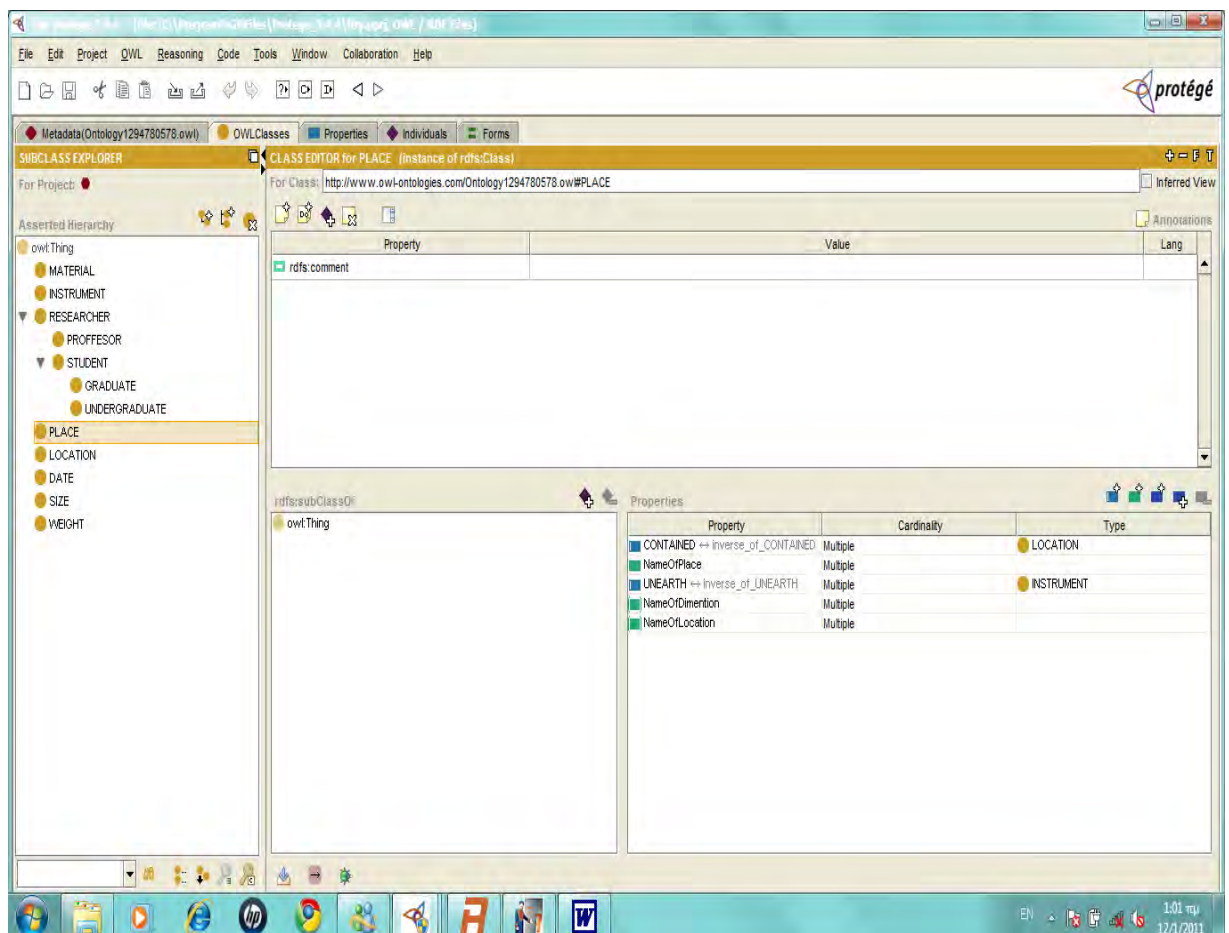 File Edit Project OWL Reasoning Code Tools Window Collaboration Help
protégé
Metadata(Ontology1294780578.owl) OWLClasses Properties Individuals Forms
SUBCLASS EXPLORER
CLASS EDITOR for PLACE (instance of rdfs:Class)
For Project:
For Class: http://www.owl-ontologies.com/Ontology1294780578.owl#PLACE
Inferred View
Asserted Hierarchy
Annotations
Property Value Lang
owl:Thing
rdfs:comment
MATERIAL
INSTRUMENT
RESEARCHER
PROFFESOR
STUDENT
GRADUATE
UNDERGRADUATE
PLACE
LOCATION
DATE
SIZE
WEIGHT
rdfs:subClassOf
owl:Thing
Properties
Property Cardinality Type
CONTAINED ↔ inverse_of_CONTAINED Multiple LOCATION
NameOfPlace Multiple
UNEARTH ↔ inverse_of_UNEARTH Multiple INSTRUMENT
NameOfDimention Multiple
NameOfLocation Multiple
hp
W
EN
1:01 πμ
12/1/2011